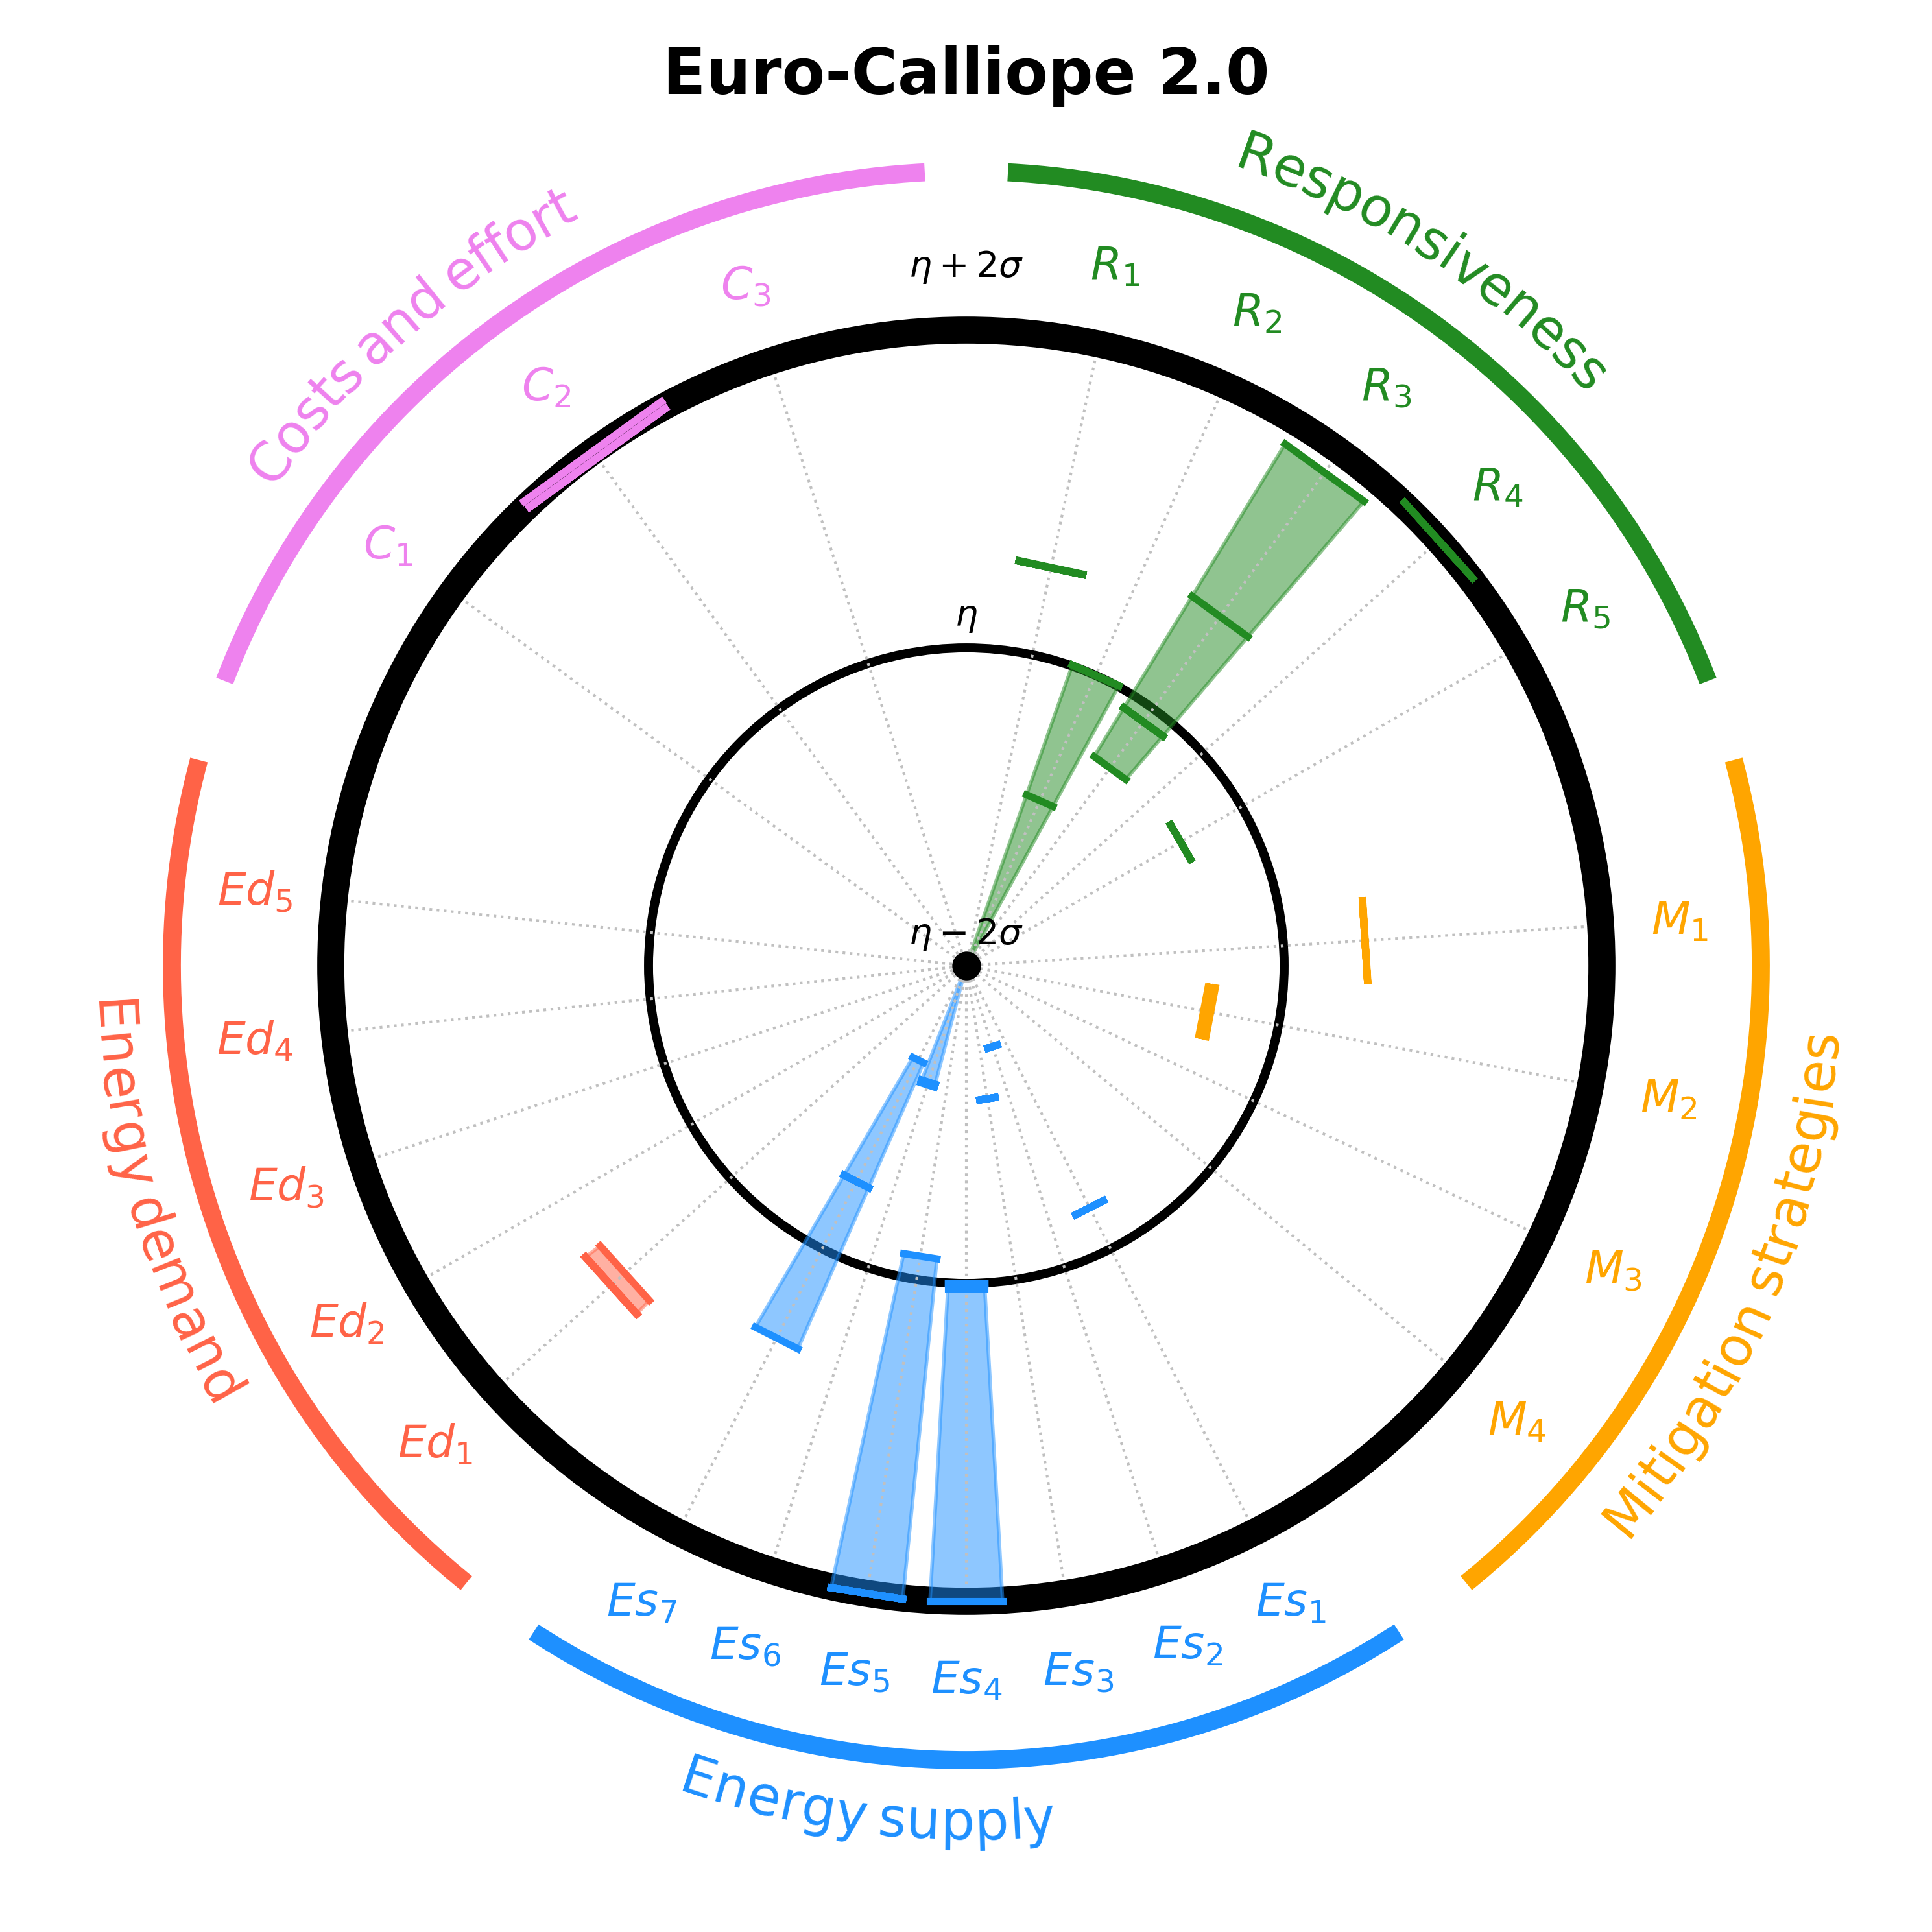 Euro-Calliope 2.0
Responsiveness
Costs and effort
η + 2σ
R₁
C₃
R₂
C₂
R₃
R₄
C₁
R₅
η
Ed₅
M₁
η − 2σ
Ed₄
M₂
Energy demand
Mitigation strategies
Ed₃
M₃
Ed₂
M₄
Ed₁
Es₇
Es₁
Es₆
Es₂
Es₅
Es₄
Es₃
Energy supply